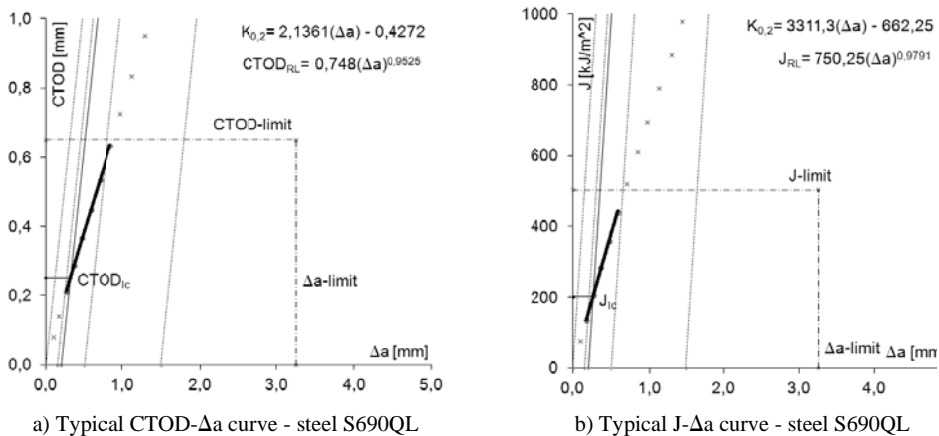 1,0
0,8
0,6
0,4
0,2
0,0
CTOD [mm]
K0,2= 2,1361(Δa) - 0,4272
CTODRL= 0,748(Δa)0,9525
CTOD-limit
CTODIc
Δa-limit
Δa [mm]
0,0 1,0 2,0 3,0 4,0 5,0
a) Typical CTOD-Δa curve - steel S690QL
1000
800
600
400
200
0
J [kJ/m^2]
K0,2= 3311,3(Δa) - 662,25
JRL= 750,25(Δa)0,9791
J-limit
JIc
Δa-limit Δa [m
0,0 1,0 2,0 3,0 4,0
b) Typical J-Δa curve - steel S690QL